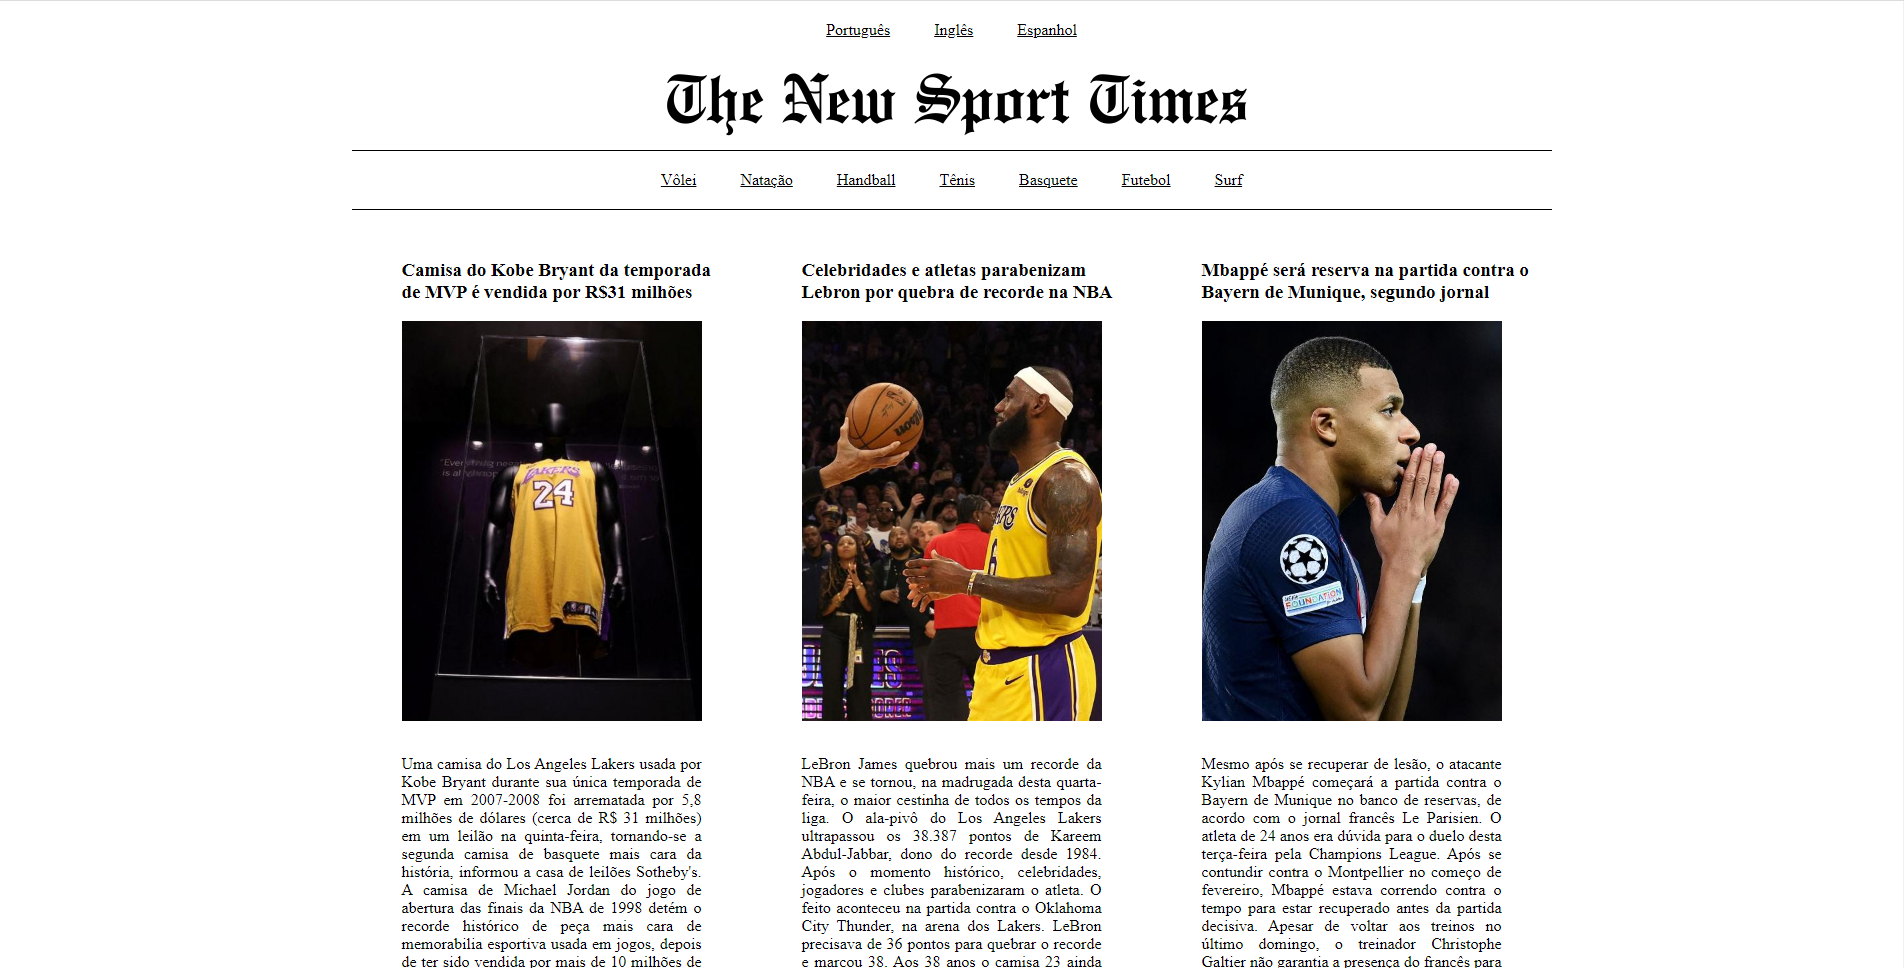 Português Inglês Espanhol
The New Sport Times
Vôlei Natação Handball Tênis Basquete Futebol Surf
Camisa do Kobe Bryant da temporada
de MVP é vendida por R$31 milhões
LAKERS
24
Uma camisa do Los Angeles Lakers usada por
Kobe Bryant durante sua única temporada de
MVP em 2007-2008 foi arrematada por 5,8
milhões de dólares (cerca de R$ 31 milhões)
em um leilão na quinta-feira, tornando-se a
segunda camisa de basquete mais cara da
história, informou a casa de leilões Sotheby's.
A camisa de Michael Jordan do jogo de
abertura das finais da NBA de 1998 detém o
recorde histórico de peça mais cara de
memorabilia esportiva usada em jogos, depois
de ter sido vendida por mais de 10 milhões de
Celebridades e atletas parabenizam
Lebron por quebra de recorde na NBA
LeBron James quebrou mais um recorde da
NBA e se tornou, na madrugada desta quarta-
feira, o maior cestinha de todos os tempos da
liga. O ala-pivô do Los Angeles Lakers
ultrapassou os 38.387 pontos de Kareem
Abdul-Jabbar, dono do recorde desde 1984.
Após o momento histórico, celebridades,
jogadores e clubes parabenizaram o atleta. O
feito aconteceu na partida contra o Oklahoma
City Thunder, na arena dos Lakers. LeBron
precisava de 36 pontos para quebrar o recorde
e marcou 38. Aos 38 anos o camisa 23 ainda
Mbappé será reserva na partida contra o
Bayern de Munique, segundo jornal
FOUNDATION
Mesmo após se recuperar de lesão, o atacante
Kylian Mbappé começará a partida contra o
Bayern de Munique no banco de reservas, de
acordo com o jornal francês Le Parisien. O
atleta de 24 anos era dúvida para o duelo desta
terça-feira pela Champions League. Após se
contundir contra o Montpellier no começo de
fevereiro, Mbappé estava correndo contra o
tempo para estar recuperado antes da partida
decisiva. Apesar de voltar aos treinos no
último domingo, o treinador Christophe
Galtier não garantia a presença do francês para